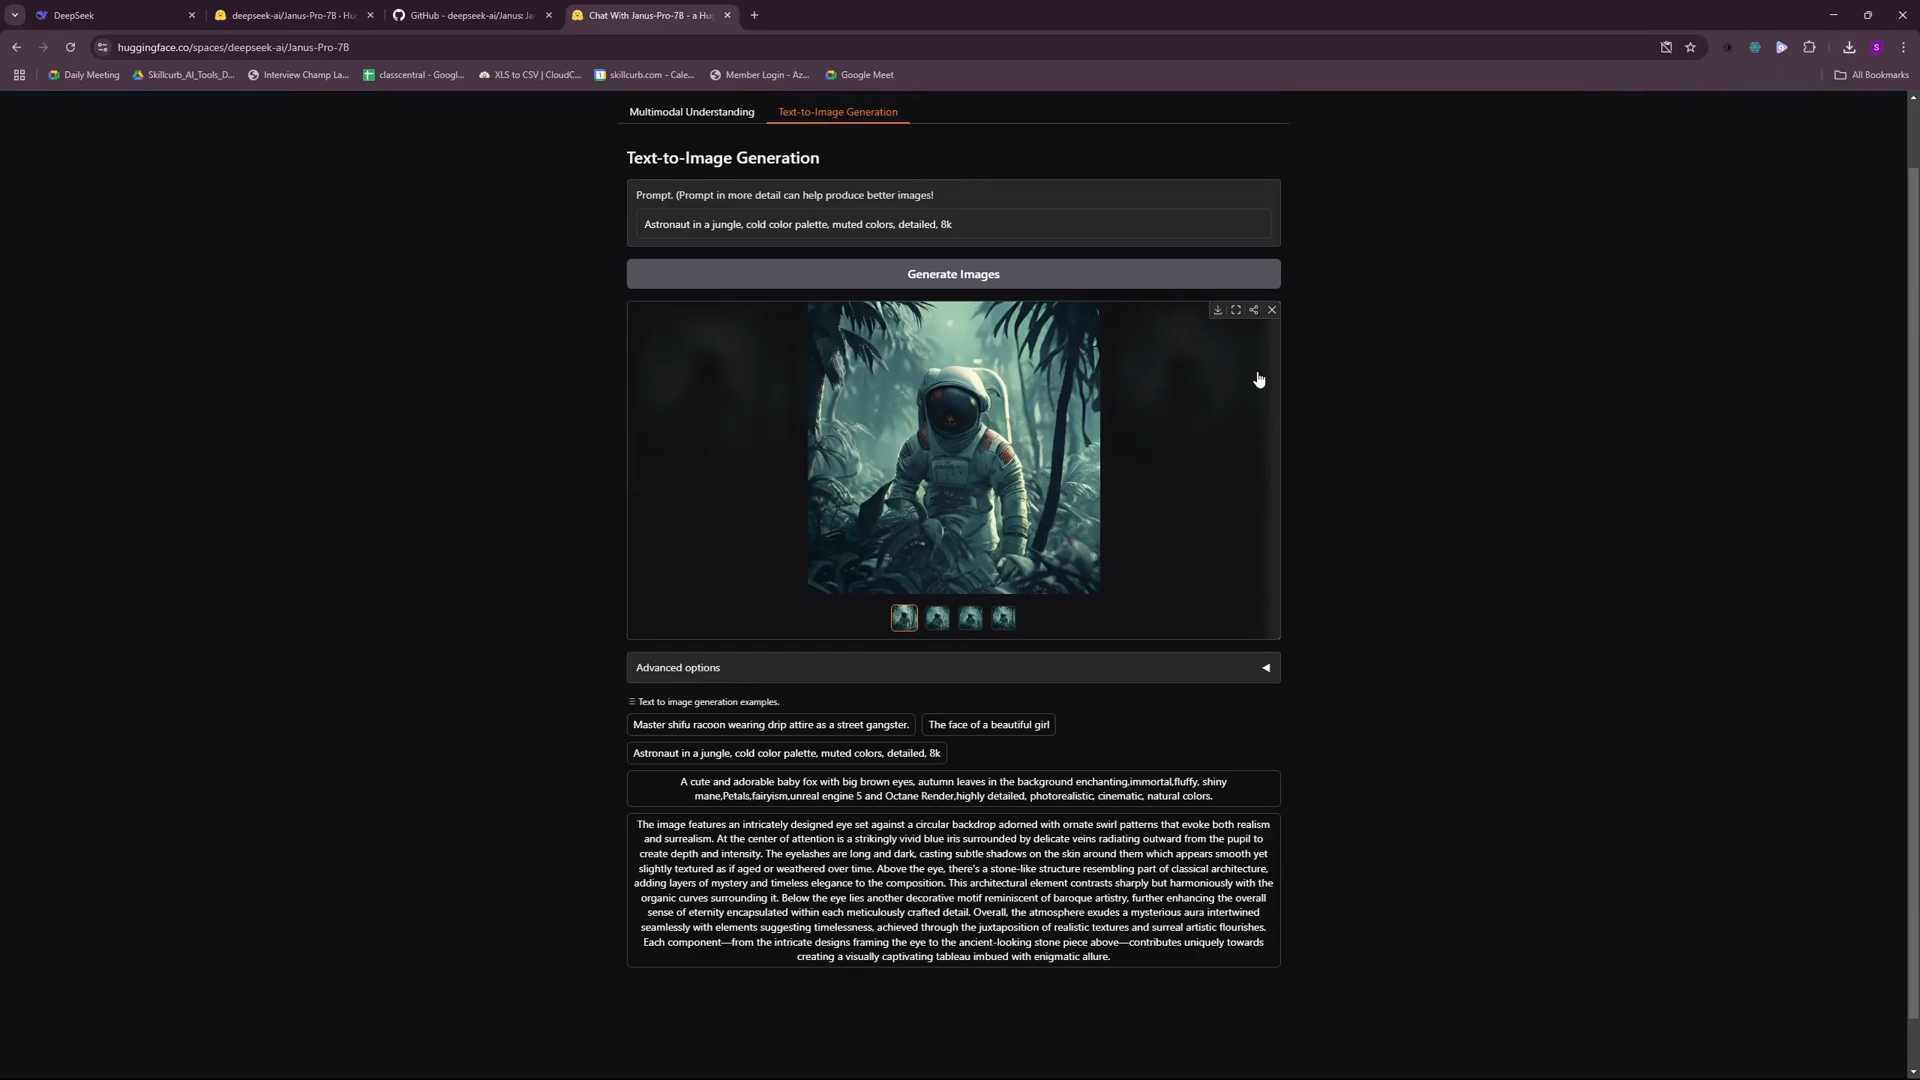 DeepSeek
deepseek-ai/Janus-Pro-7B · Hu
GitHub - deepseek-ai/Janus: Ja
Chat With Janus-Pro-7B - a Hu
huggingface.co/spaces/deepseek-ai/Janus-Pro-7B
S
Daily Meeting
Skillcurb_AI_Tools_D...
Interview Champ La...
classcentral - Googl...
XLS to CSV | CloudC...
skillcurb.com - Cale...
Member Login - Az...
Google Meet
All Bookmarks
Multimodal Understanding
Text-to-Image Generation
Text-to-Image Generation
Prompt. (Prompt in more detail can help produce better images!
Astronaut in a jungle, cold color palette, muted colors, detailed, 8k
Generate Images
Advanced options
Text to image generation examples.
Master shifu racoon wearing drip attire as a street gangster.
The face of a beautiful girl
Astronaut in a jungle, cold color palette, muted colors, detailed, 8k
A cute and adorable baby fox with big brown eyes, autumn leaves in the background enchanting,immortal,fluffy, shiny
mane,Petals,fairyism,unreal engine 5 and Octane Render,highly detailed, photorealistic, cinematic, natural colors.
The image features an intricately designed eye set against a circular backdrop adorned with ornate swirl patterns that evoke both realism
and surrealism. At the center of attention is a strikingly vivid blue iris surrounded by delicate veins radiating outward from the pupil to
create depth and intensity. The eyelashes are long and dark, casting subtle shadows on the skin around them which appears smooth yet
slightly textured as if aged or weathered over time. Above the eye, there's a stone-like structure resembling part of classical architecture,
adding layers of mystery and timeless elegance to the composition. This architectural element contrasts sharply but harmoniously with the
organic curves surrounding it. Below the eye lies another decorative motif reminiscent of baroque artistry, further enhancing the overall
sense of eternity encapsulated within each meticulously crafted detail. Overall, the atmosphere exudes a mysterious aura intertwined
seamlessly with elements suggesting timelessness, achieved through the juxtaposition of realistic textures and surreal artistic flourishes.
Each component—from the intricate designs framing the eye to the ancient-looking stone piece above—contributes uniquely towards
creating a visually captivating tableau imbued with enigmatic allure.